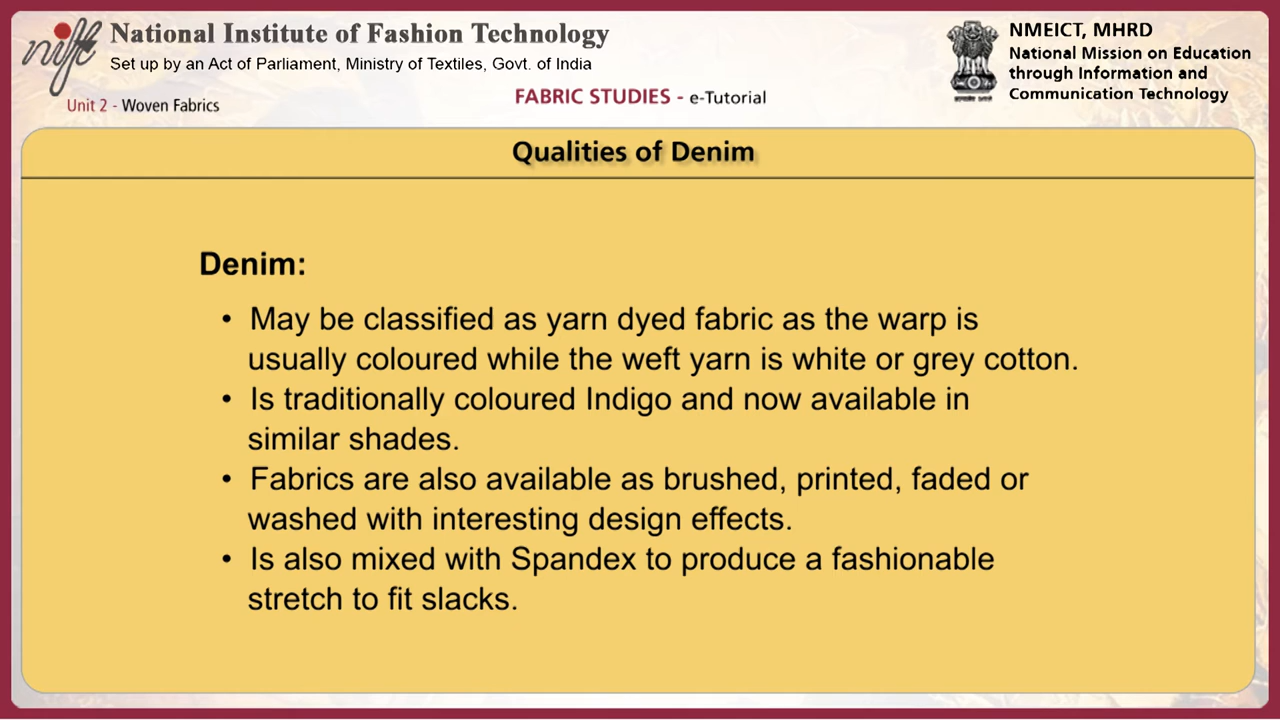 nift
National Institute of Fashion Technology
Set up by an Act of Parliament, Ministry of Textiles, Govt. of India
Unit 2 - Woven Fabrics
FABRIC STUDIES - e-Tutorial
NMEICT, MHRD
National Mission on Education
through Information and
Communication Technology
Qualities of Denim
Denim:
• May be classified as yarn dyed fabric as the warp is
usually coloured while the weft yarn is white or grey cotton.
• Is traditionally coloured Indigo and now available in
similar shades.
• Fabrics are also available as brushed, printed, faded or
washed with interesting design effects.
• Is also mixed with Spandex to produce a fashionable
stretch to fit slacks.